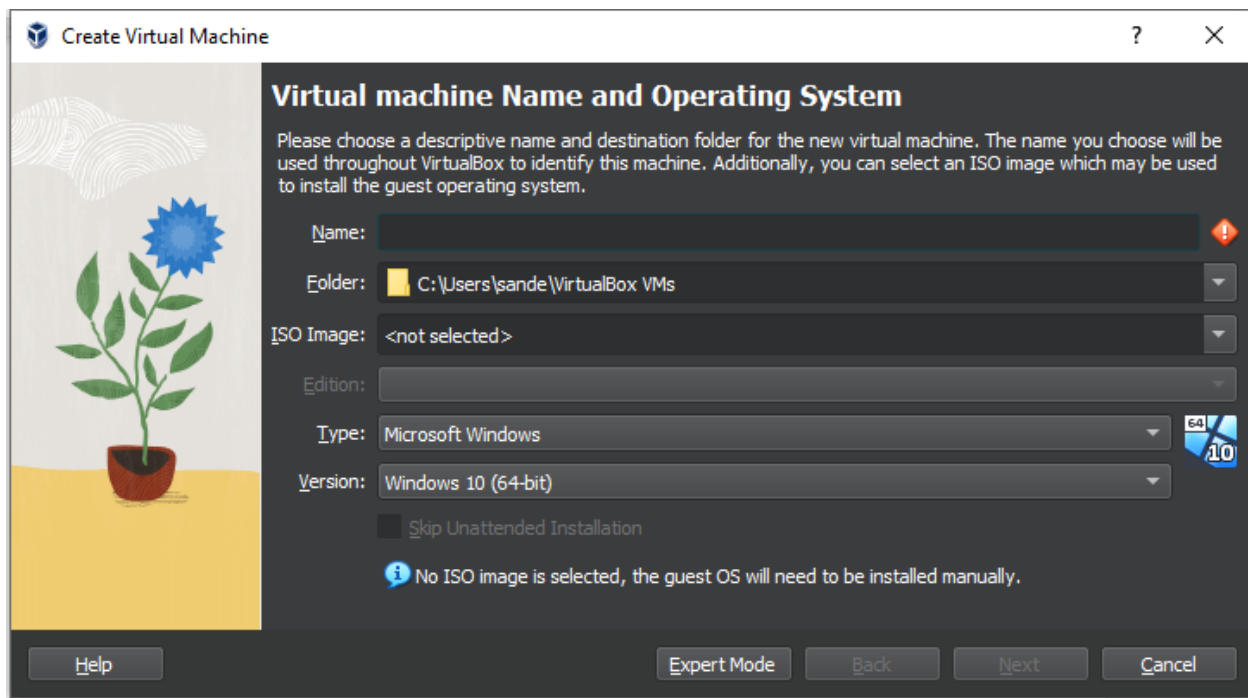 Create Virtual Machine
?
Virtual machine Name and Operating System
Please choose a descriptive name and destination folder for the new virtual machine. The name you choose will be
used throughout VirtualBox to identify this machine. Additionally, you can select an ISO image which may be used
to install the guest operating system.
Name:
Folder: C:\Users\sande\VirtualBox VMs
ISO Image: <not selected>
Edition:
Type: Microsoft Windows 64
Version: Windows 10 (64-bit) 10
Skip Unattended Installation
No ISO image is selected, the guest OS will need to be installed manually.
Help Expert Mode Back Next Cancel